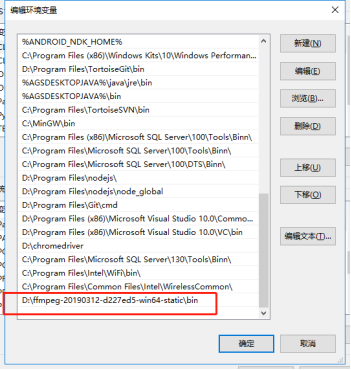 编辑环境变量
%ANDROID_NDK_HOME%
C:\Program Files (x86)\Windows Kits\10\Windows Performan...
D:\Program Files\TortoiseGit\bin
%AGSDESKTOPJAVA%\java\jre\bin
%AGSDESKTOPJAVA%\bin
C:\Program Files\TortoiseSVN\bin
C:\MinGW\bin
C:\Program Files (x86)\Microsoft SQL Server\100\Tools\Binn\
C:\Program Files\Microsoft SQL Server\100\Tools\Binn\
C:\Program Files\Microsoft SQL Server\100\DTS\Binn\
D:\Program Files\nodejs\
D:\Program Files\nodejs\node_global
D:\Program Files\Git\cmd
D:\Program Files (x86)\Microsoft Visual Studio 10.0\Commo...
D:\Program Files (x86)\Microsoft Visual Studio 10.0\VC\bin
D:\chromedriver
C:\Program Files\Microsoft SQL Server\130\Tools\Binn\
C:\Program Files\Intel\WiFi\bin\
C:\Program Files\Common Files\Intel\WirelessCommon\
D:\ffmpeg-20190312-d227ed5-win64-static\bin
新建(N)
编辑(E)
浏览(B)...
删除(D)
上移(U)
下移(O)
编辑文本(T)...
确定
取消